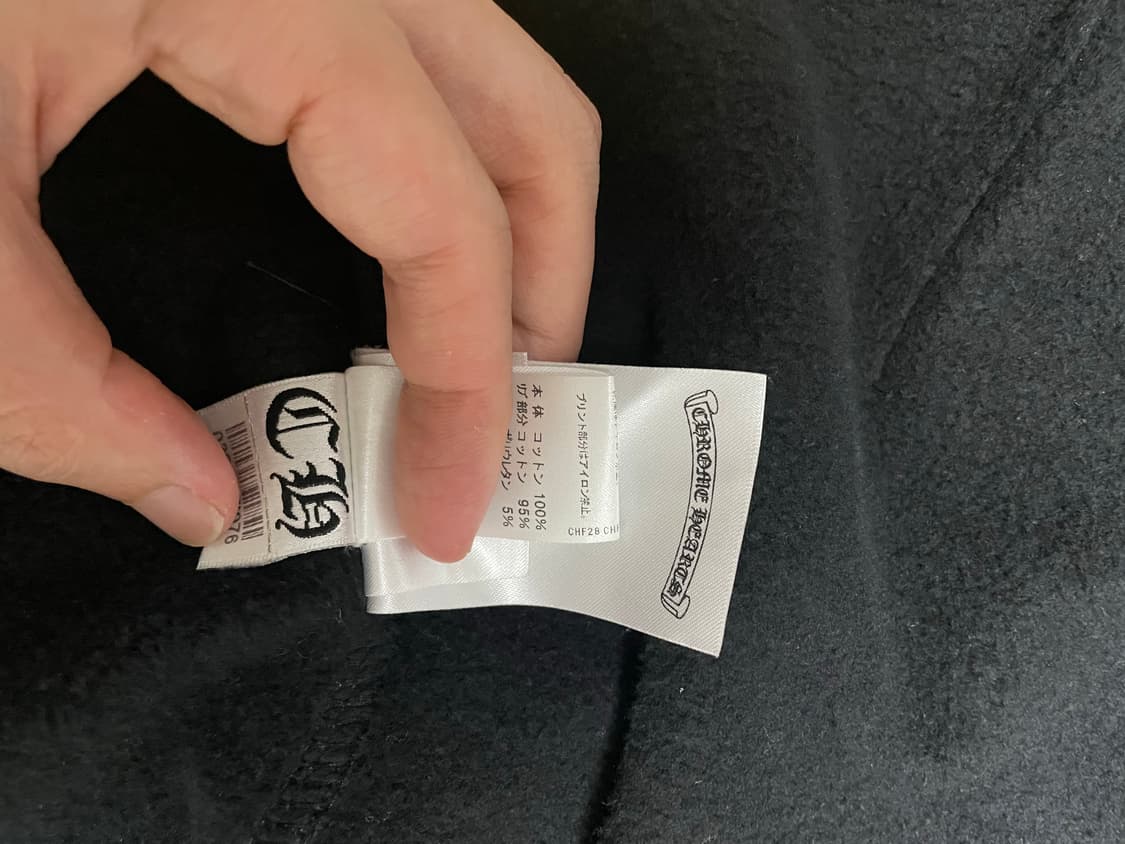 CH
本体 コットン 100%
リブ部分 コットン 95%
ポリウレタン 5%
プリント部分はアイロン禁止
CHF28 CHF
CHROME HEARTS